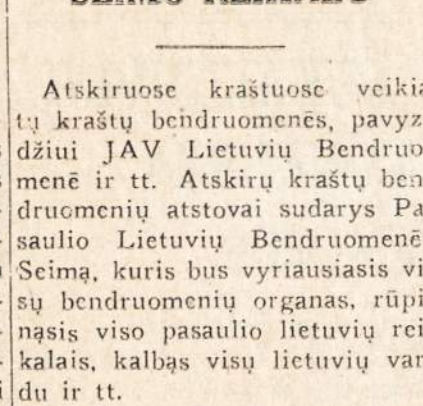 Atskiruose kraštuose veikia
tų kraštų bendruomenės, pavyz
džiui JAV Lietuvių Bendruo
menė ir tt. Atskirų kraštų ben
druomenių atstovai sudarys Pa
saulio Lietuvių Bendruomenė
Seimą, kuris bus vyriausiasis vi
sų bendruomenių organas, rūpi
nąsis viso pasaulio lietuvių rei
kalais, kalbąs visų lietuvių var
du ir tt.